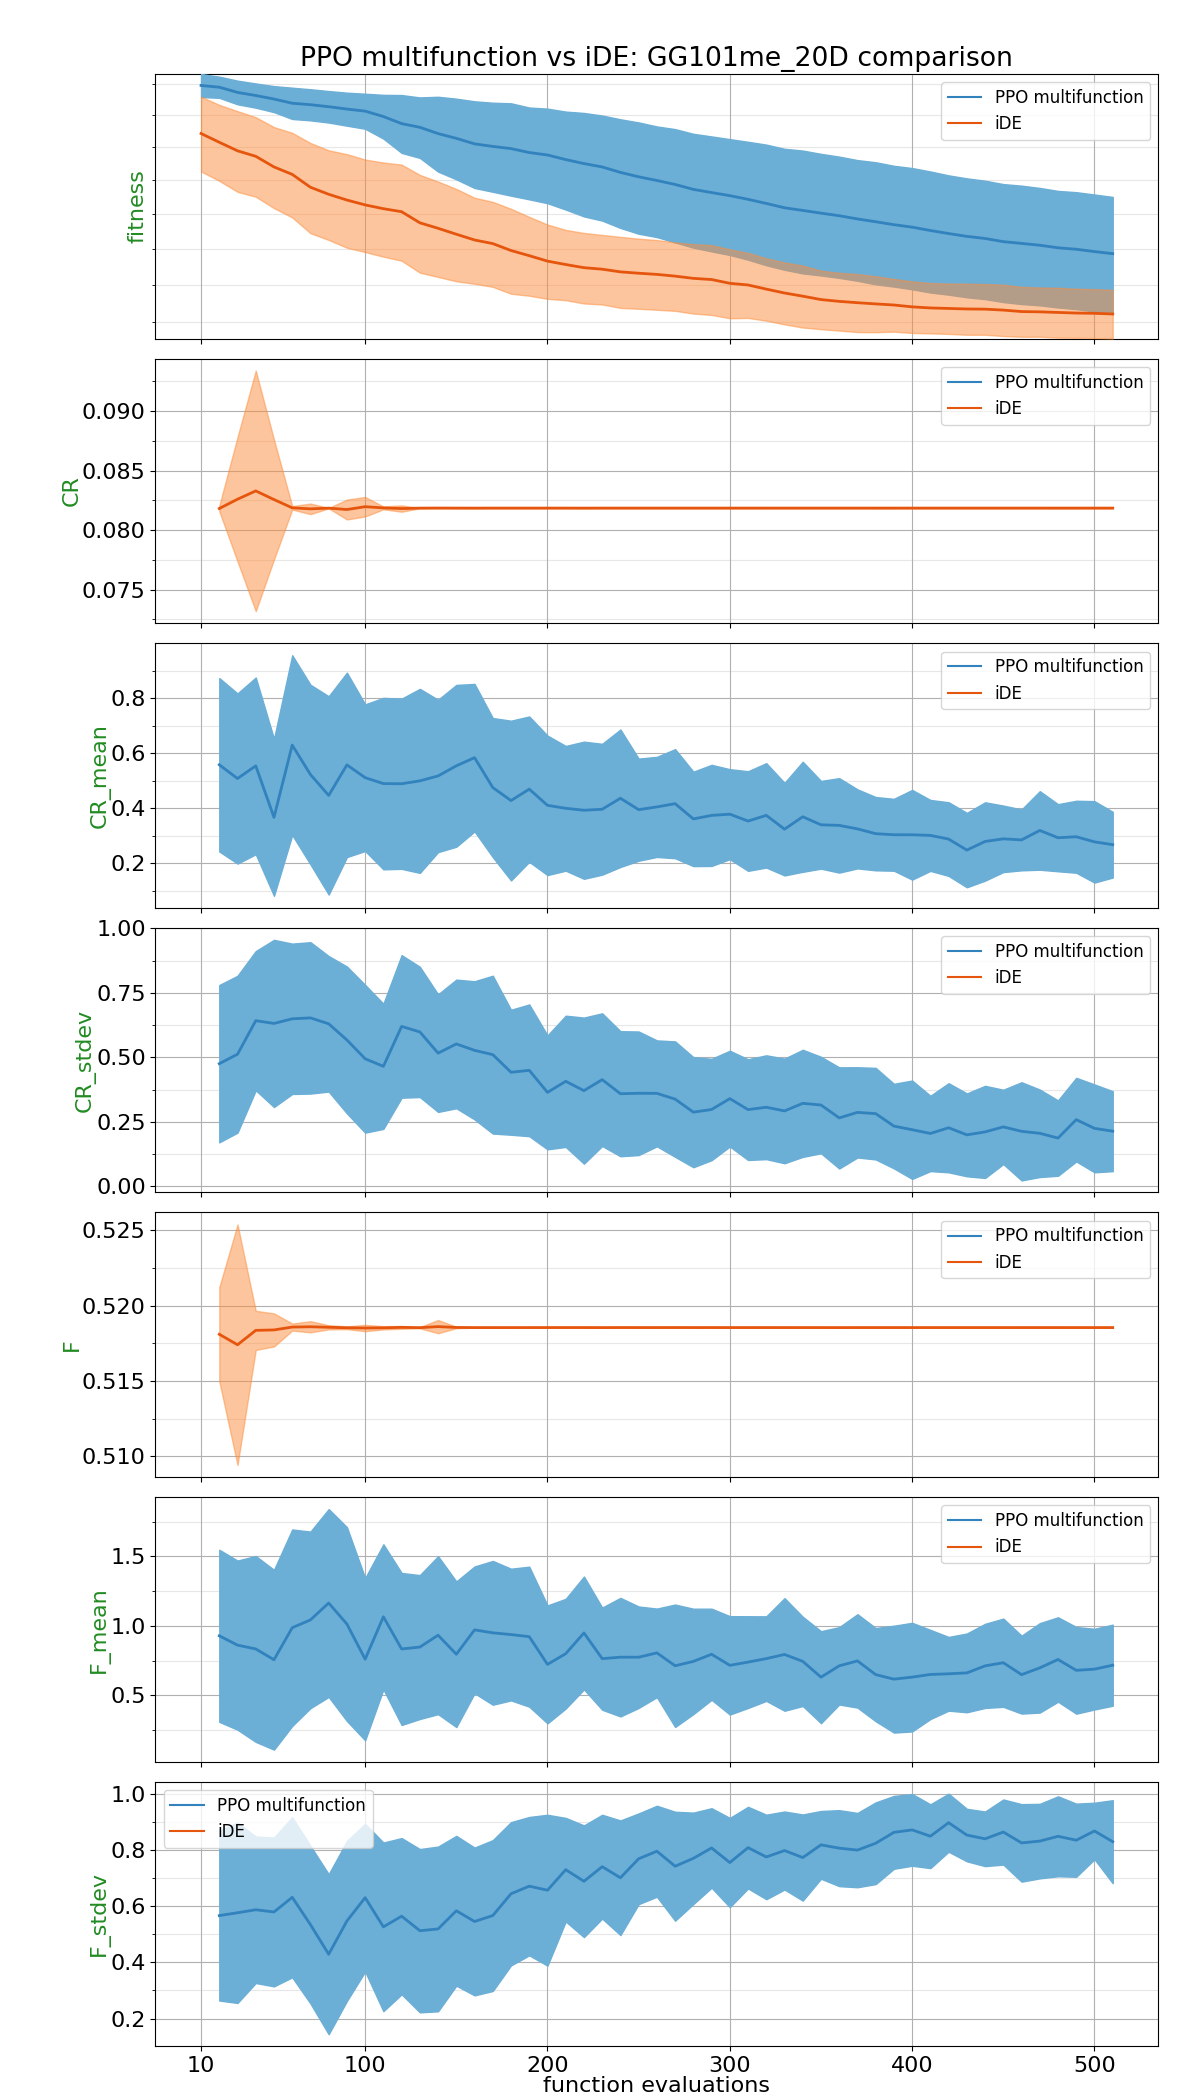 PPO multifunction vs iDE: GG101me_20D comparison
fitness
PPO multifunction
iDE
CR
0.090
0.085
0.080
0.075
PPO multifunction
iDE
CR_mean
0.8
0.6
0.4
0.2
PPO multifunction
iDE
CR_stdev
1.00
0.75
0.50
0.25
0.00
PPO multifunction
iDE
F
0.525
0.520
0.515
0.510
PPO multifunction
iDE
F_mean
1.5
1.0
0.5
PPO multifunction
iDE
F_stdev
1.0
0.8
0.6
0.4
0.2
PPO multifunction
iDE
10 100 200 300 400 500
function evaluations